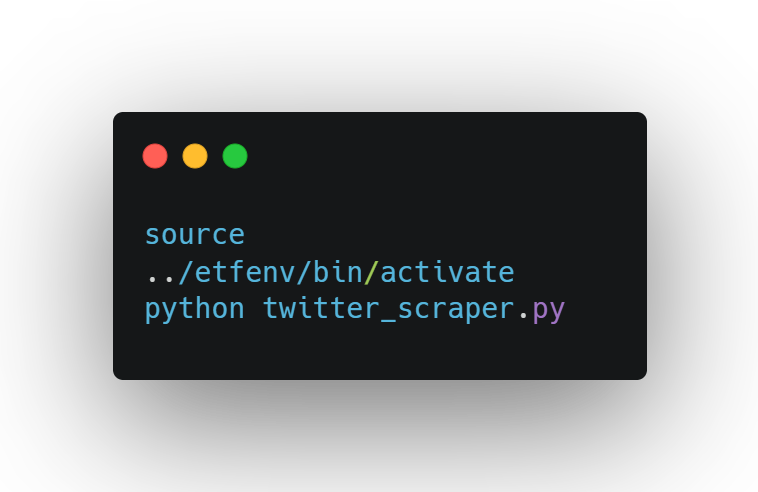 source
../etfenv/bin/activate
python twitter_scraper.py